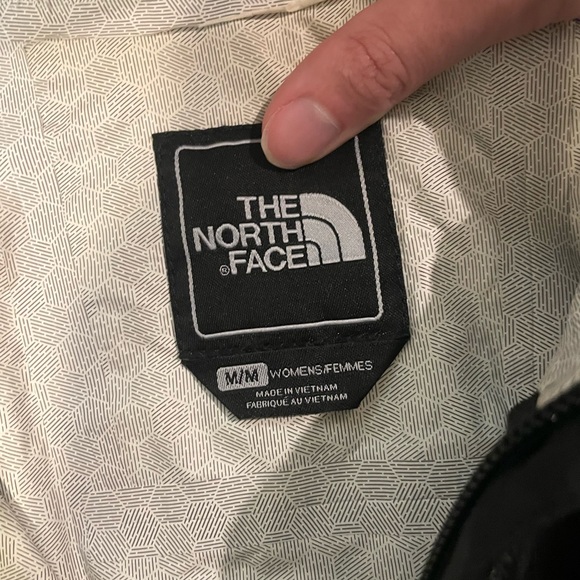 THE
NORTH
® FACE
M/M WOMENS/FEMMES
MADE IN VIETNAM
FABRIQUÉ AU VIETNAM